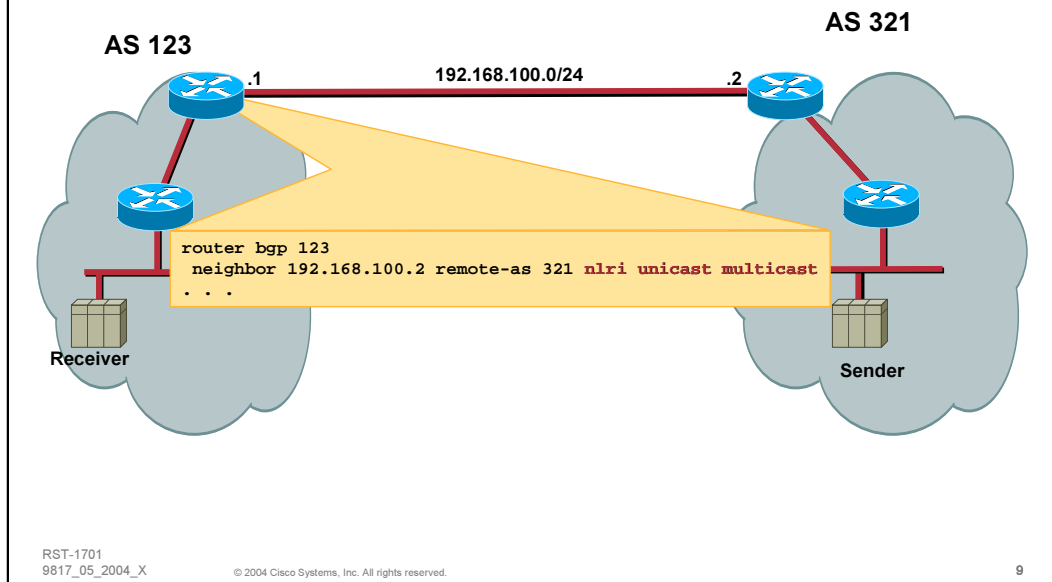 AS 123
AS 321
.1
192.168.100.0/24
.2
router bgp 123
neighbor 192.168.100.2 remote-as 321 nlri unicast multicast
. . .
Receiver
Sender
RST-1701
9817_05_2004_X
© 2004 Cisco Systems, Inc. All rights reserved.
9